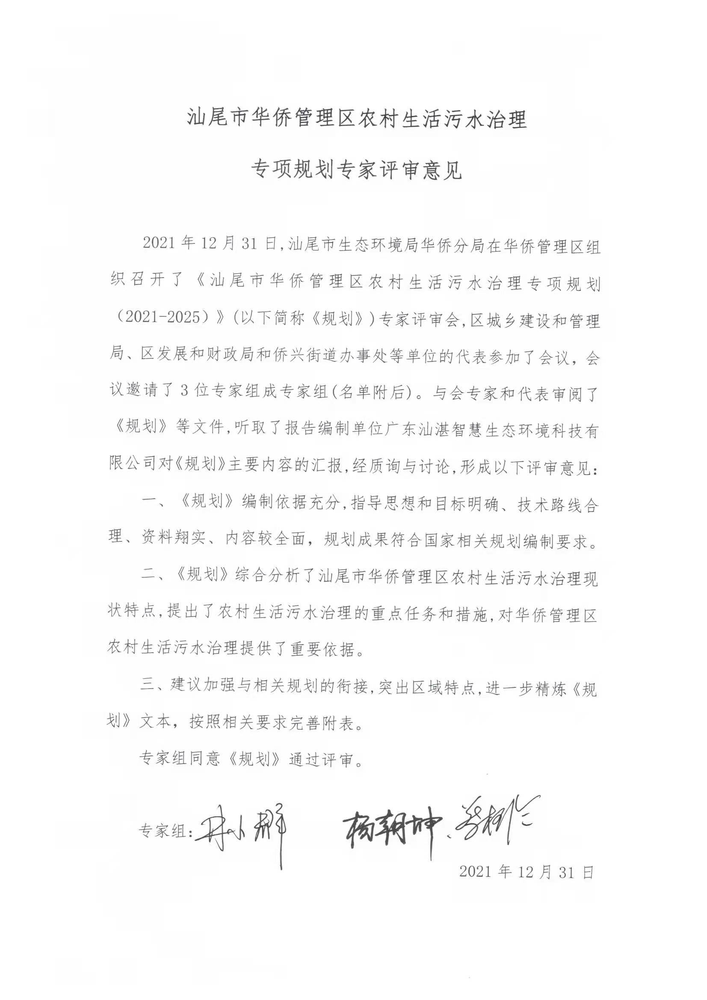 汕尾市华侨管理区农村生活污水治理
专项规划专家评审意见
2021年12月31日,汕尾市生态环境局华侨分局在华侨管理区组
织召开了《汕尾市华侨管理区农村生活污水治理专项规划
（2021-2025）》(以下简称《规划》)专家评审会,区城乡建设和管理
局、区发展和财政局和侨兴街道办事处等单位的代表参加了会议，会
议邀请了3位专家组成专家组(名单附后)。与会专家和代表审阅了
《规划》等文件,听取了报告编制单位广东汕湛智慧生态环境科技有
限公司对《规划》主要内容的汇报,经质询与讨论,形成以下评审意见：
一、《规划》编制依据充分,指导思想和目标明确、技术路线合
理、资料翔实、内容较全面，规划成果符合国家相关规划编制要求。
二、《规划》综合分析了汕尾市华侨管理区农村生活污水治理现
状特点,提出了农村生活污水治理的重点任务和措施,对华侨管理区
农村生活污水治理提供了重要依据。
三、建议加强与相关规划的衔接,突出区域特点,进一步精炼《规
划》文本，按照相关要求完善附表。
专家组同意《规划》通过评审。
专家组： 杨朝坤
2021年12月31日